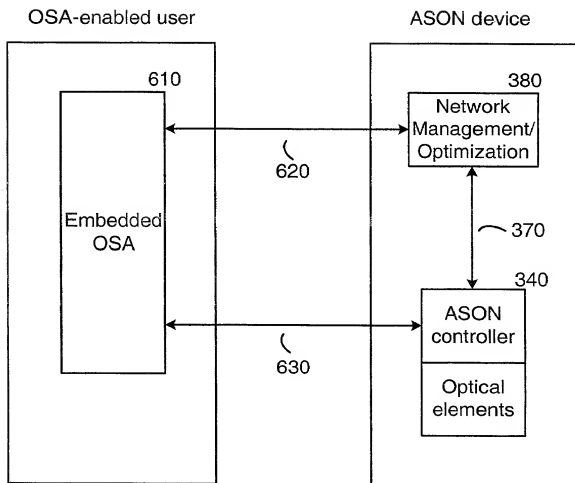 OSA-enabled user
ASON device
610
380
Network
Management/
Optimization
620
Embedded
OSA
370
340
ASON
controller
630
Optical
elements